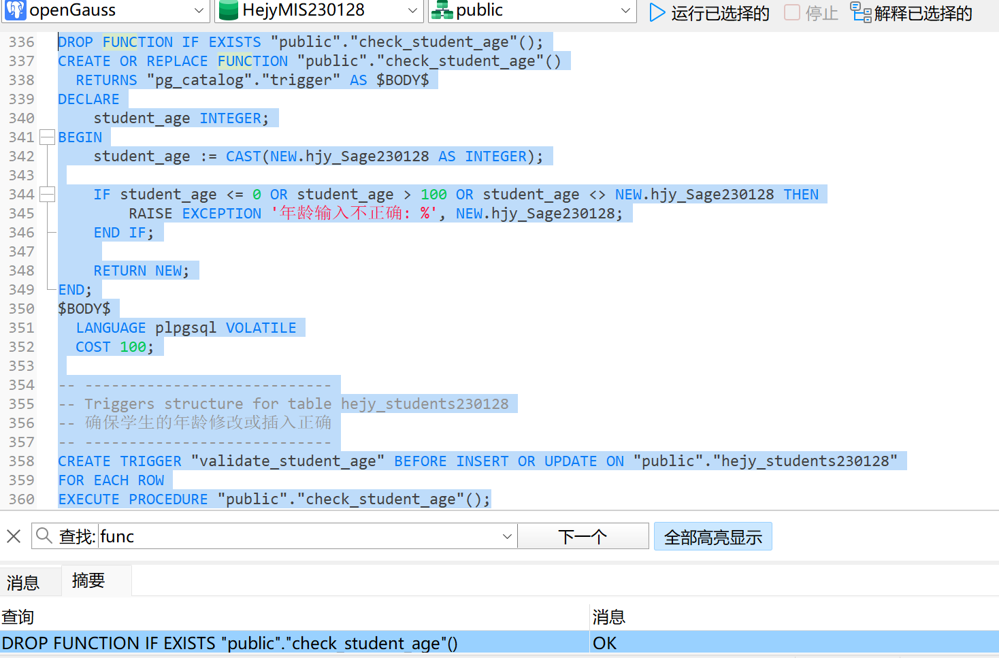 openGauss HejyMIS230128 public 运行已选择的 停止 解释已选择的
336 DROP FUNCTION IF EXISTS "public"."check_student_age"();
337 CREATE OR REPLACE FUNCTION "public"."check_student_age"()
338 RETURNS "pg_catalog"."trigger" AS $BODY$
339 DECLARE
340 student_age INTEGER;
341 BEGIN
342 student_age := CAST(NEW.hjy_Sage230128 AS INTEGER);
343
344 IF student_age <= 0 OR student_age > 100 OR student_age <> NEW.hjy_Sage230128 THEN
345 RAISE EXCEPTION '年龄输入不正确: %', NEW.hjy_Sage230128;
346 END IF;
347
348 RETURN NEW;
349 END;
350 $BODY$
351 LANGUAGE plpgsql VOLATILE
352 COST 100;
353
354 -- ----------------------------
355 -- Triggers structure for table hejy_students230128
356 -- 确保学生的年龄修改或插入正确
357 -- ----------------------------
358 CREATE TRIGGER "validate_student_age" BEFORE INSERT OR UPDATE ON "public"."hejy_students230128"
359 FOR EACH ROW
360 EXECUTE PROCEDURE "public"."check_student_age"();
查找: func 下一个 全部高亮显示
消息 摘要
查询 消息
DROP FUNCTION IF EXISTS "public"."check_student_age"() OK